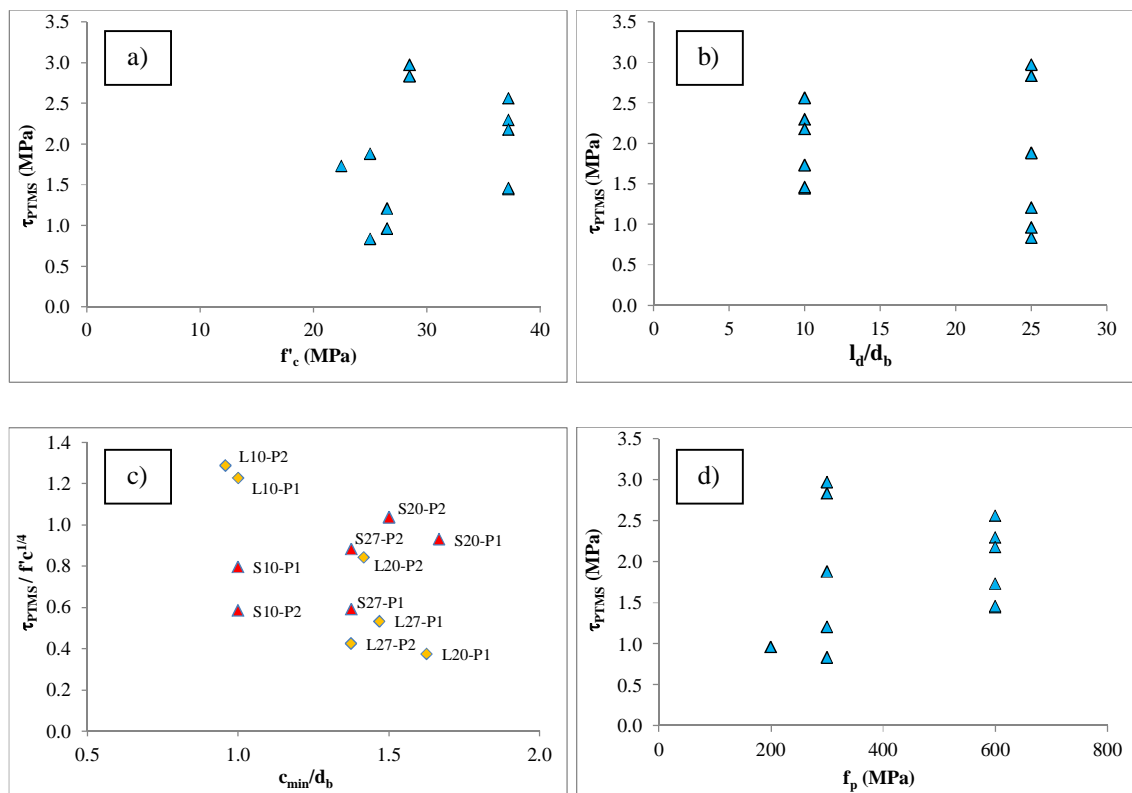 a)
3.5
3.0
2.5
2.0
1.5
1.0
0.5
0.0
τPTMS (MPa)
0 10 20 30 40
f'c (MPa)
b)
3.5
3.0
2.5
2.0
1.5
1.0
0.5
0.0
τPTMS (MPa)
0 5 10 15 20 25 30
ld/db
c)
1.4
1.2
1.0
0.8
0.6
0.4
0.2
0.0
τPTMS/ f'c1/4
L10-P2
L10-P1
S20-P2
S27-P2
S20-P1
L20-P2
S10-P1
S10-P2
S27-P1
L27-P1
L27-P2
L20-P1
0.5 1.0 1.5 2.0
cmin/db
d)
3.5
3.0
2.5
2.0
1.5
1.0
0.5
0.0
τPTMS (MPa)
0 200 400 600 800
fp (MPa)